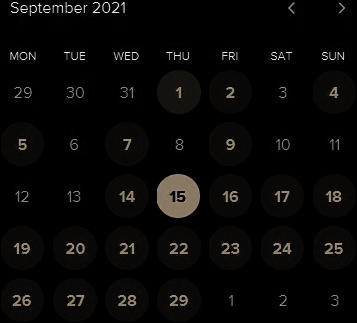 September 2021
MON TUE WED THU FRI SAT SUN
29 30 31 1 2 3 4
5 6 7 8 9 10 11
12 13 14 15 16 17 18
19 20 21 22 23 24 25
26 27 28 29 1 2 3